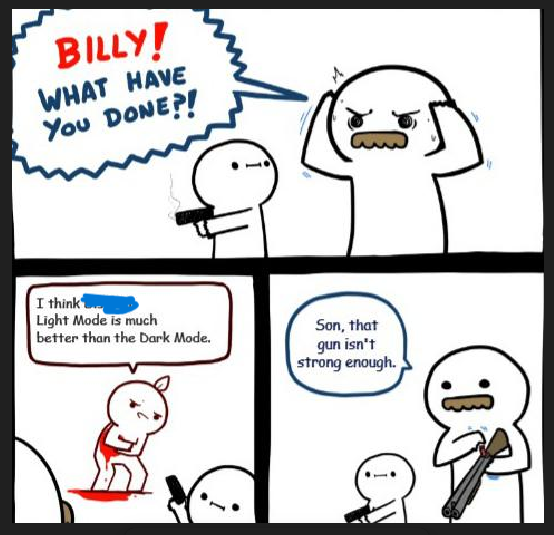 BILLY!
WHAT HAVE
YOU DONE?!
I think
Light Mode is much
better than the Dark Mode.
Son, that
gun isn't
strong enough.